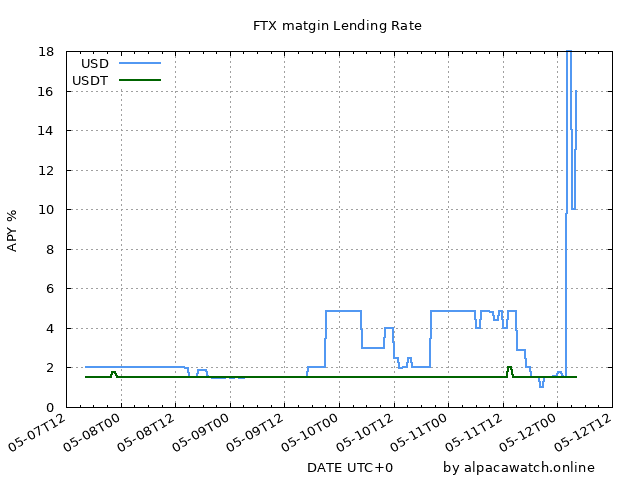 FTX matgin Lending Rate
USD
USDT
APY %
18
16
14
12
10
8
6
4
2
0
05-07T12
05-08T00
05-08T12
05-09T00
05-09T12
05-10T00
05-10T12
05-11T00
05-11T12
05-12T00
05-12T12
DATE UTC+0 by alpacawatch.online